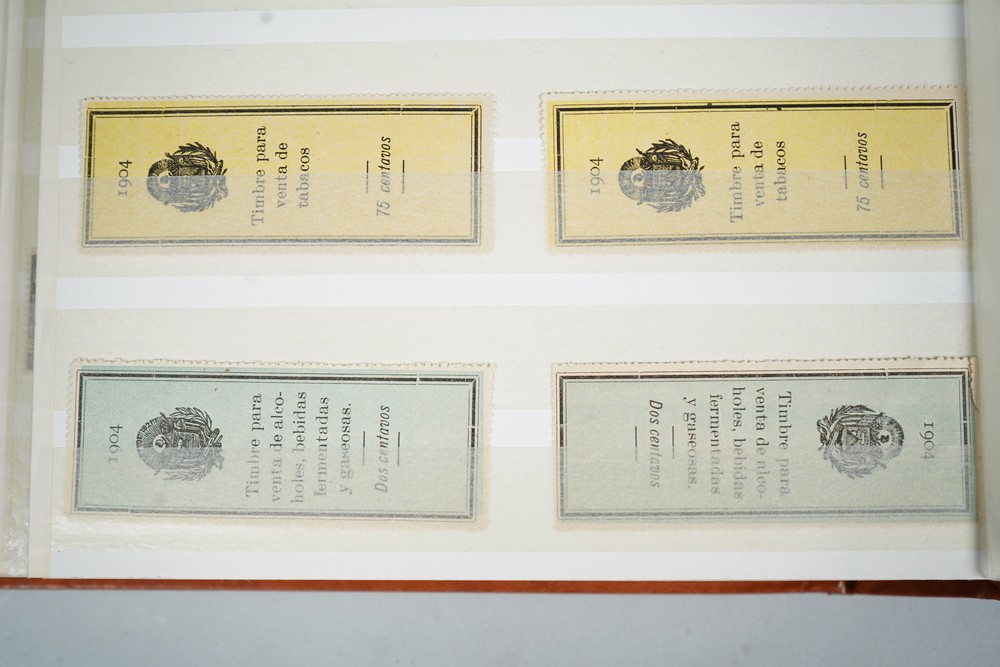 1904
Timbre para
venta de
tabacos
75 centavos
1904
Timbre para
venta de
tabacos
75 centavos
1904
Timbre para
venta de alco-
holes, bebidas
fermentadas
y gaseosas.
Dos centavos
1904
Timbre para
venta de alco-
holes, bebidas
fermentadas
y gaseosas.
Dos centavos